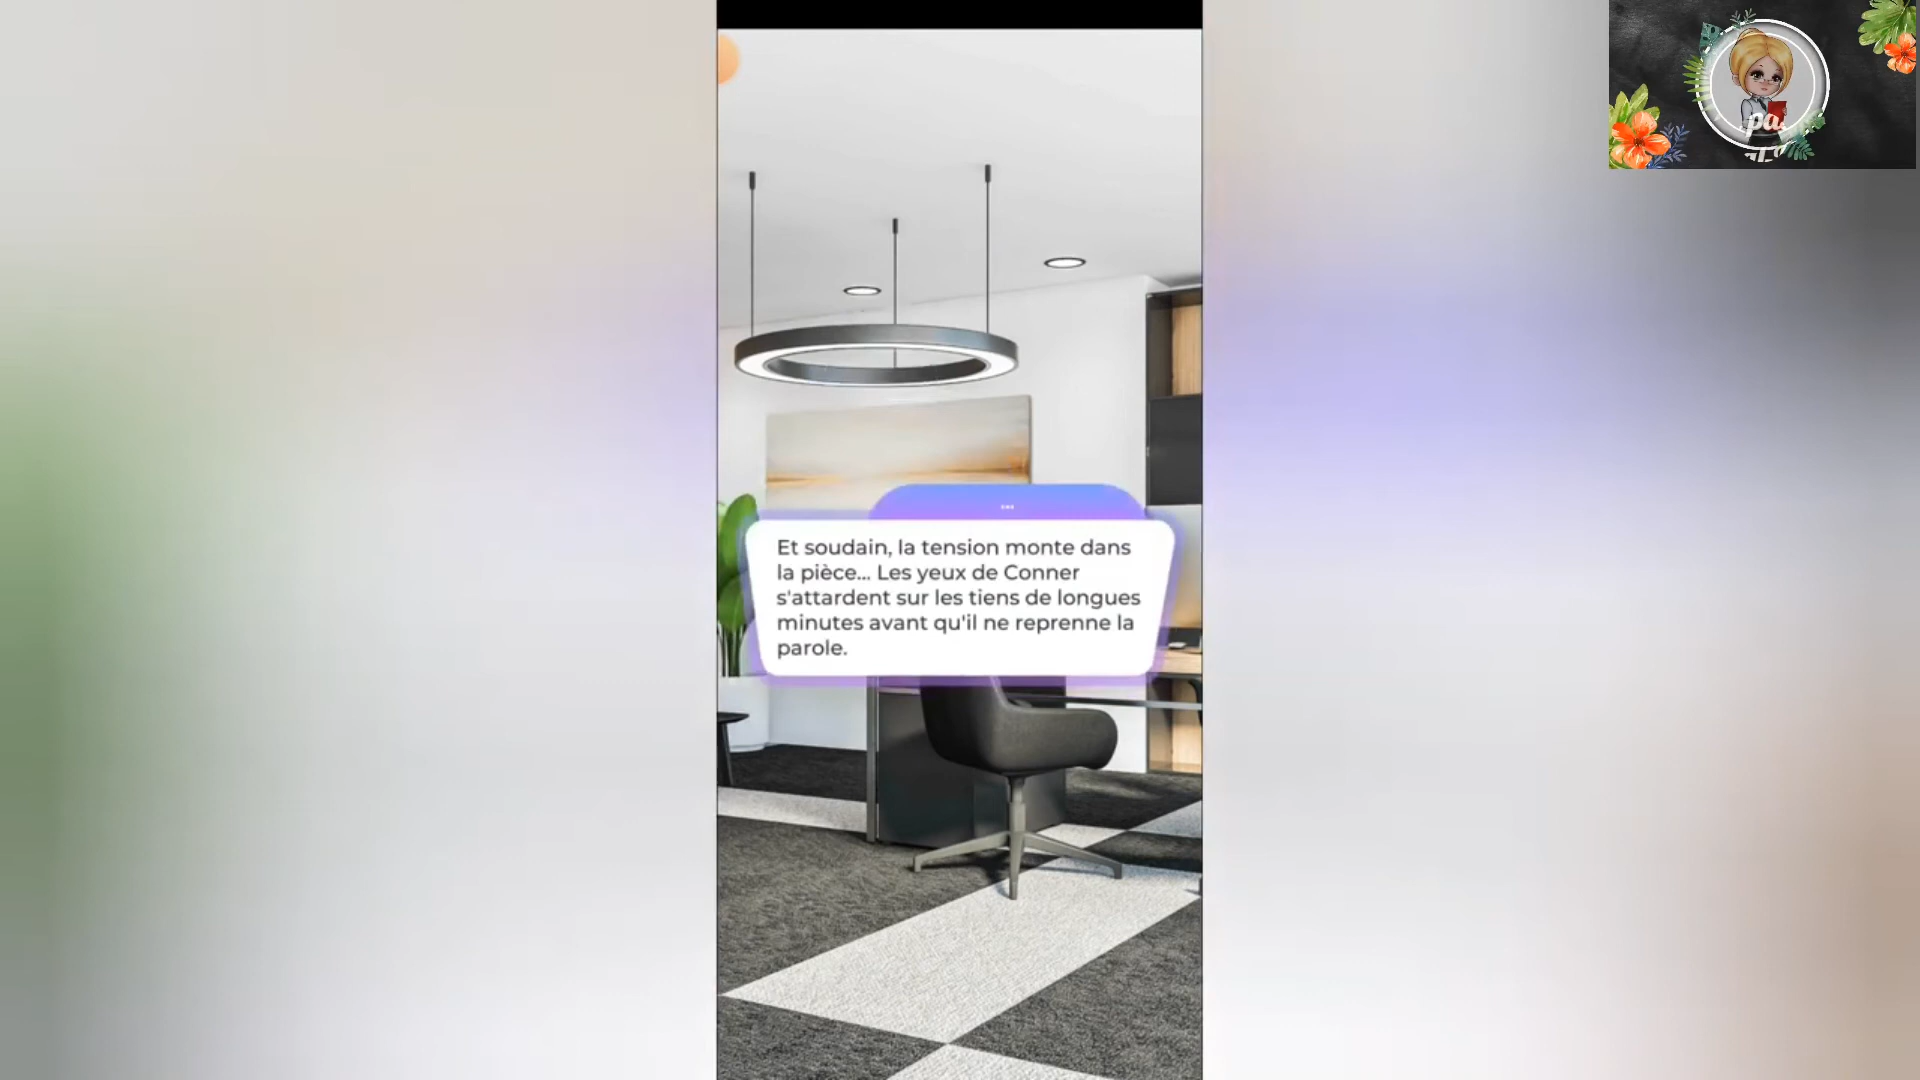 ...
Et soudain, la tension monte dans
la pièce... Les yeux de Conner
s'attardent sur les tiens de longues
minutes avant qu'il ne reprenne la
parole.